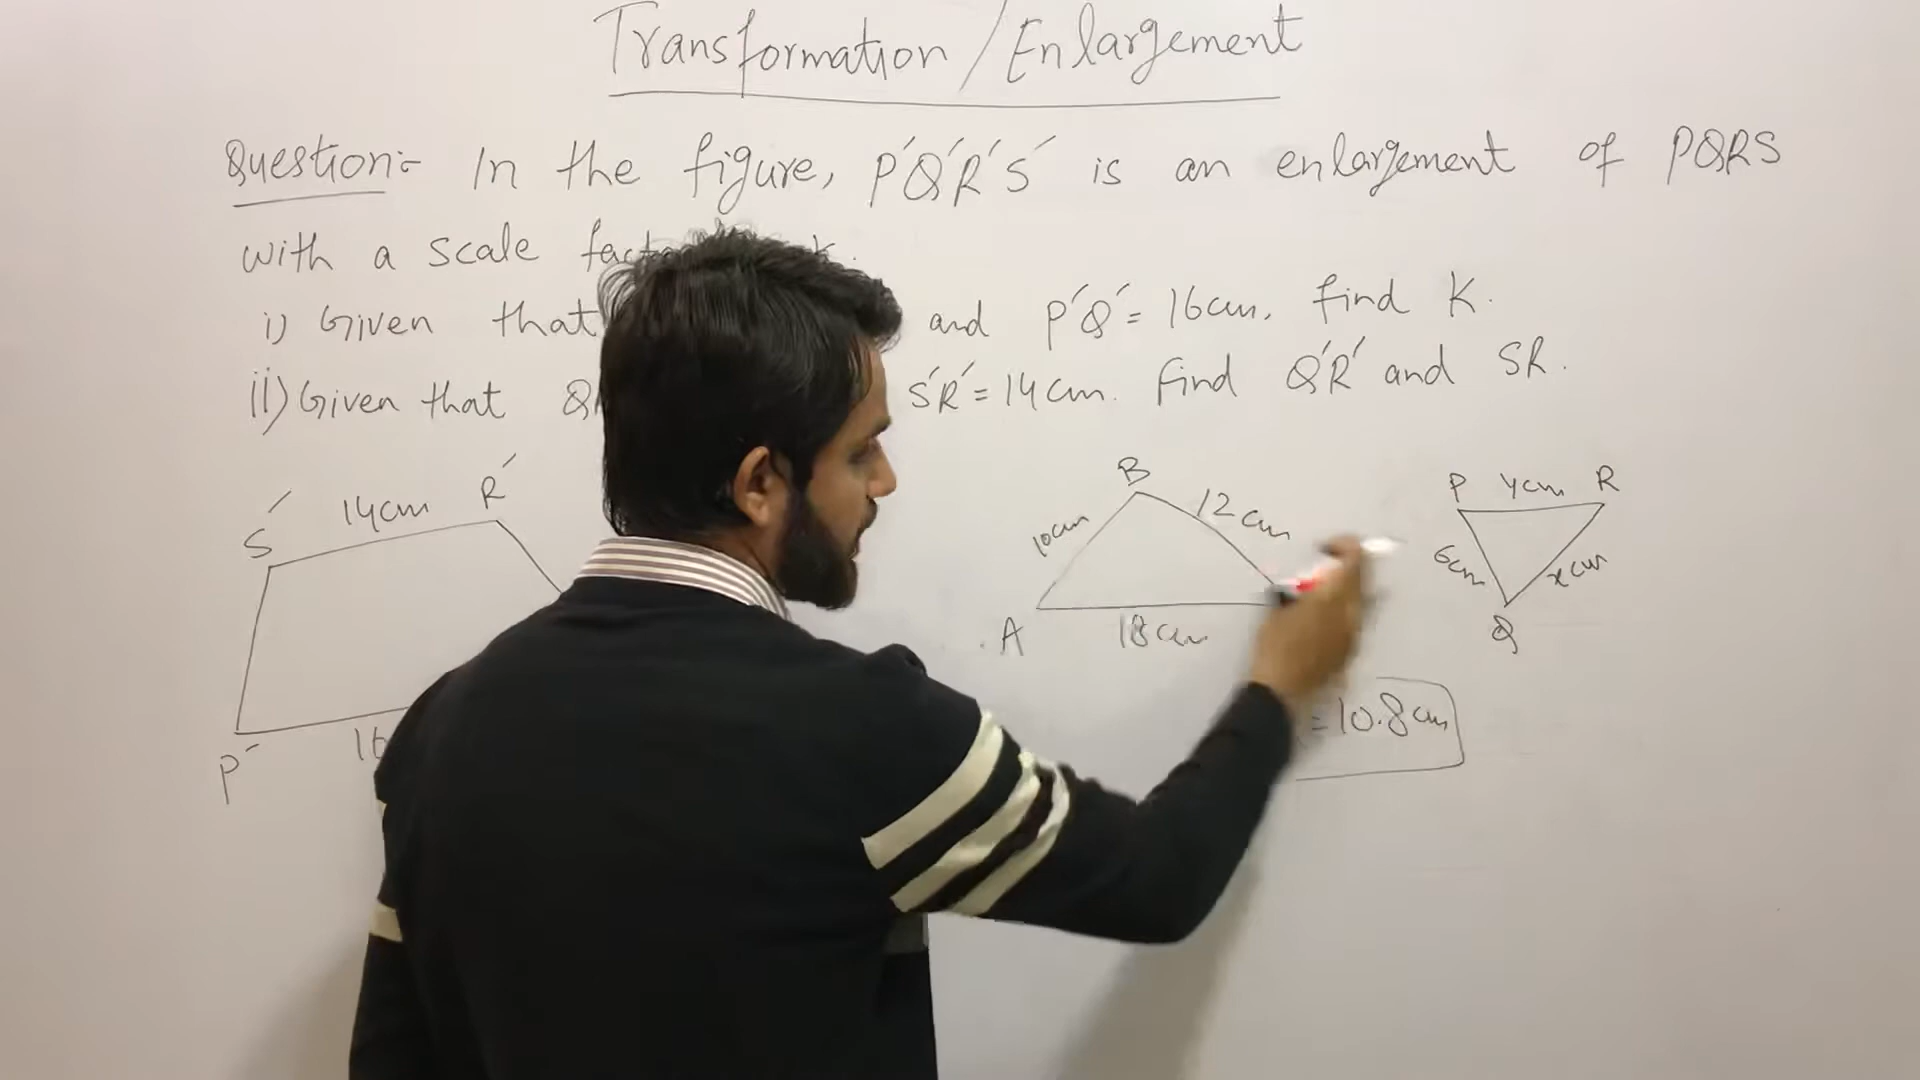 Transformation / Enlargement
Question:- In the figure, P'Q'R'S' is an enlargement of PQRS
with a scale k.
i) Given that and P'Q' = 16cm, find K.
ii) Given that S'R' = 14cm. Find Q'R' and SR.
S' 14cm R'
P'
B
10cm 12cm
A 18cm
P 4cm R
6cm xcm
Q
=10.8cm